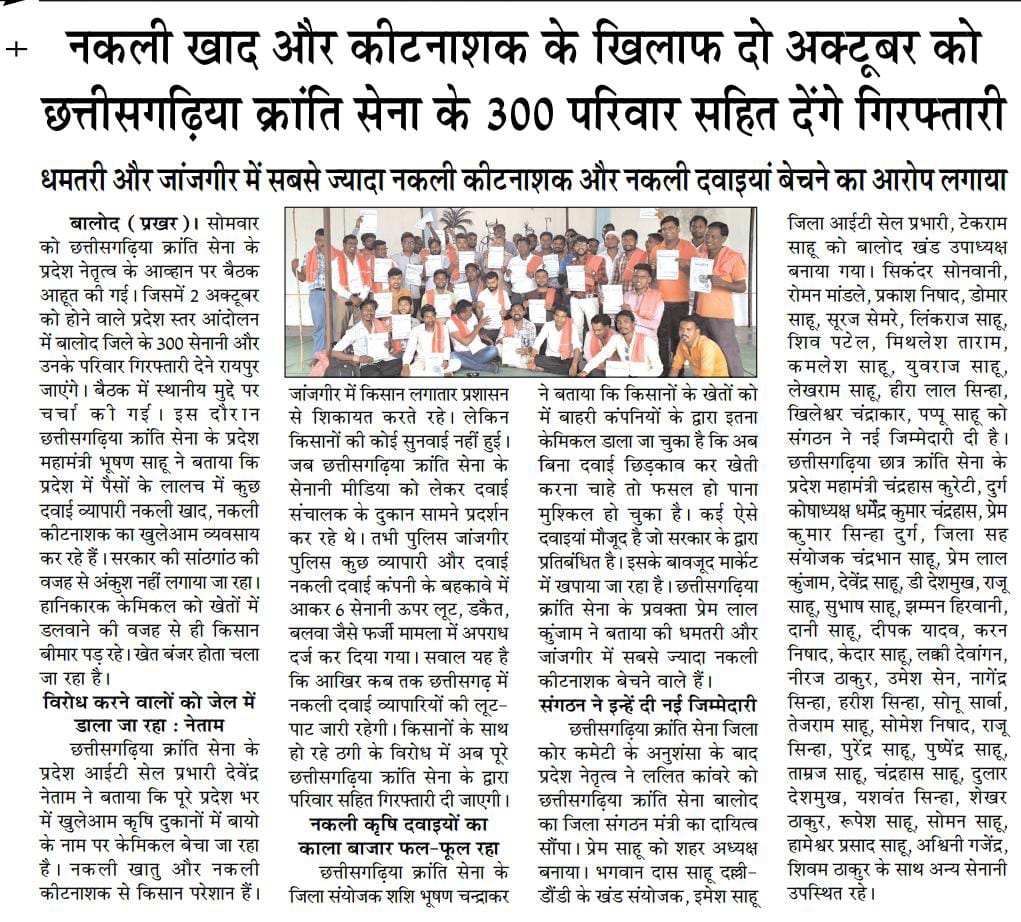 नकली खाद और कीटनाशक के खिलाफ दो अक्टूबर को
छत्तीसगढ़िया क्रांति सेना के 300 परिवार सहित देंगे गिरफ्तारी
धमतरी और जांजगीर में सबसे ज्यादा नकली कीटनाशक और नकली दवाइयां बेचने का आरोप लगाया
बालोद (प्रखर)। सोमवार
को छत्तीसगढ़िया क्रांति सेना के
प्रदेश नेतृत्व के आव्हान पर बैठक
आहूत की गई। जिसमें 2 अक्टूबर
को होने वाले प्रदेश स्तर आंदोलन
में बालोद जिले के 300 सेनानी और
उनके परिवार गिरफ्तारी देने रायपुर
जाएंगे। बैठक में स्थानीय मुद्दे पर
चर्चा की गई। इस दौरान
छत्तीसगढ़िया क्रांति सेना के प्रदेश
महामंत्री भूषण साहू ने बताया कि
प्रदेश में पैसों के लालच में कुछ
दवाई व्यापारी नकली खाद, नकली
कीटनाशक का खुलेआम व्यवसाय
कर रहे हैं। सरकार की सांठगांठ की
वजह से अंकुश नहीं लगाया जा रहा।
हानिकारक केमिकल को खेतों में
डलवाने की वजह से ही किसान
बीमार पड़ रहे। खेत बंजर होता चला
जा रहा है।
विरोध करने वालों को जेल में
डाला जा रहा : नेताम
छत्तीसगढ़िया क्रांति सेना के
प्रदेश आईटी सेल प्रभारी देवेंद्र
नेताम ने बताया कि पूरे प्रदेश भर
में खुलेआम कृषि दुकानों में बायो
के नाम पर केमिकल बेचा जा रहा
है। नकली खातु और नकली
कीटनाशक से किसान परेशान हैं।
जांजगीर में किसान लगातार प्रशासन
से शिकायत करते रहे। लेकिन
किसानों की कोई सुनवाई नहीं हुई।
जब छत्तीसगढ़िया क्रांति सेना के
सेनानी मीडिया को लेकर दवाई
संचालक के दुकान सामने प्रदर्शन
कर रहे थे। तभी पुलिस जांजगीर
पुलिस कुछ व्यापारी और दवाई
नकली दवाई कंपनी के बहकावे में
आकर 6 सेनानी ऊपर लूट, डकैत,
बलवा जैसे फर्जी मामला में अपराध
दर्ज कर दिया गया। सवाल यह है
कि आखिर कब तक छत्तीसगढ़ में
नकली दवाई व्यापारियों की लूट-
पाट जारी रहेगी। किसानों के साथ
हो रहे ठगी के विरोध में अब पूरे
छत्तीसगढ़िया क्रांति सेना के द्वारा
परिवार सहित गिरफ्तारी दी जाएगी।
नकली कृषि दवाइयों का
काला बाजार फल-फूल रहा
छत्तीसगढ़िया क्रांति सेना के
जिला संयोजक शशि भूषण चन्द्राकर
ने बताया कि किसानों के खेतों को
में बाहरी कंपनियों के द्वारा इतना
केमिकल डाला जा चुका है कि अब
बिना दवाई छिड़काव कर खेती
करना चाहे तो फसल हो पाना
मुश्किल हो चुका है। कई ऐसे
दवाइयां मौजूद है जो सरकार के द्वारा
प्रतिबंधित है। इसके बावजूद मार्केट
में खपाया जा रहा है। छत्तीसगढ़िया
क्रांति सेना के प्रवक्ता प्रेम लाल
कुंजाम ने बताया की धमतरी और
जांजगीर में सबसे ज्यादा नकली
कीटनाशक बेचने वाले हैं।
संगठन ने इन्हें दी नई जिम्मेदारी
छत्तीसगढ़िया क्रांति सेना जिला
कोर कमेटी के अनुशंसा के बाद
प्रदेश नेतृत्व ने ललित कांवरे को
छत्तीसगढ़िया क्रांति सेना बालोद
का जिला संगठन मंत्री का दायित्व
सौंपा। प्रेम साहू को शहर अध्यक्ष
बनाया। भगवान दास साहू दल्ली-
डौंडी के खंड संयोजक, इमेश साहू
जिला आईटी सेल प्रभारी, टेकराम
साहू को बालोद खंड उपाध्यक्ष
बनाया गया। सिकंदर सोनवानी,
रोमन मांडले, प्रकाश निषाद, डोमार
साहू, सूरज सेमरे, लिंकराज साहू,
शिव पटेल, मिथलेश ताराम,
कमलेश साहू, युवराज साहू,
लेखराम साहू, हीरा लाल सिन्हा,
खिलेश्वर चंद्राकार, पप्पू साहू को
संगठन ने नई जिम्मेदारी दी है।
छत्तीसगढ़िया छात्र क्रांति सेना के
प्रदेश महामंत्री चंद्रहास कुरेटी, दुर्ग
कोषाध्यक्ष धर्मेंद्र कुमार चंद्रहास, प्रेम
कुमार सिन्हा दुर्ग, जिला सह
संयोजक चंद्रभान साहू, प्रेम लाल
कुंजाम, देवेंद्र साहू, डी देशमुख, राजू
साहू, सुभाष साहू, झम्मन हिरवानी,
दानी साहू, दीपक यादव, करन
निषाद, केदार साहू, लक्की देवांगन,
नीरज ठाकुर, उमेश सेन, नागेंद्र
सिन्हा, हरीश सिन्हा, सोनू सार्वा,
तेजराम साहू, सोमेश निषाद, राजू
सिन्हा, पुरेंद्र साहू, पुष्पेंद्र साहू,
ताम्रज साहू, चंद्रहास साहू, दुलार
देशमुख, यशवंत सिन्हा, शेखर
ठाकुर, रूपेश साहू, सोमन साहू,
हामेश्वर प्रसाद साहू, अश्विनी गजेंद्र,
शिवम ठाकुर के साथ अन्य सेनानी
उपस्थित रहे।